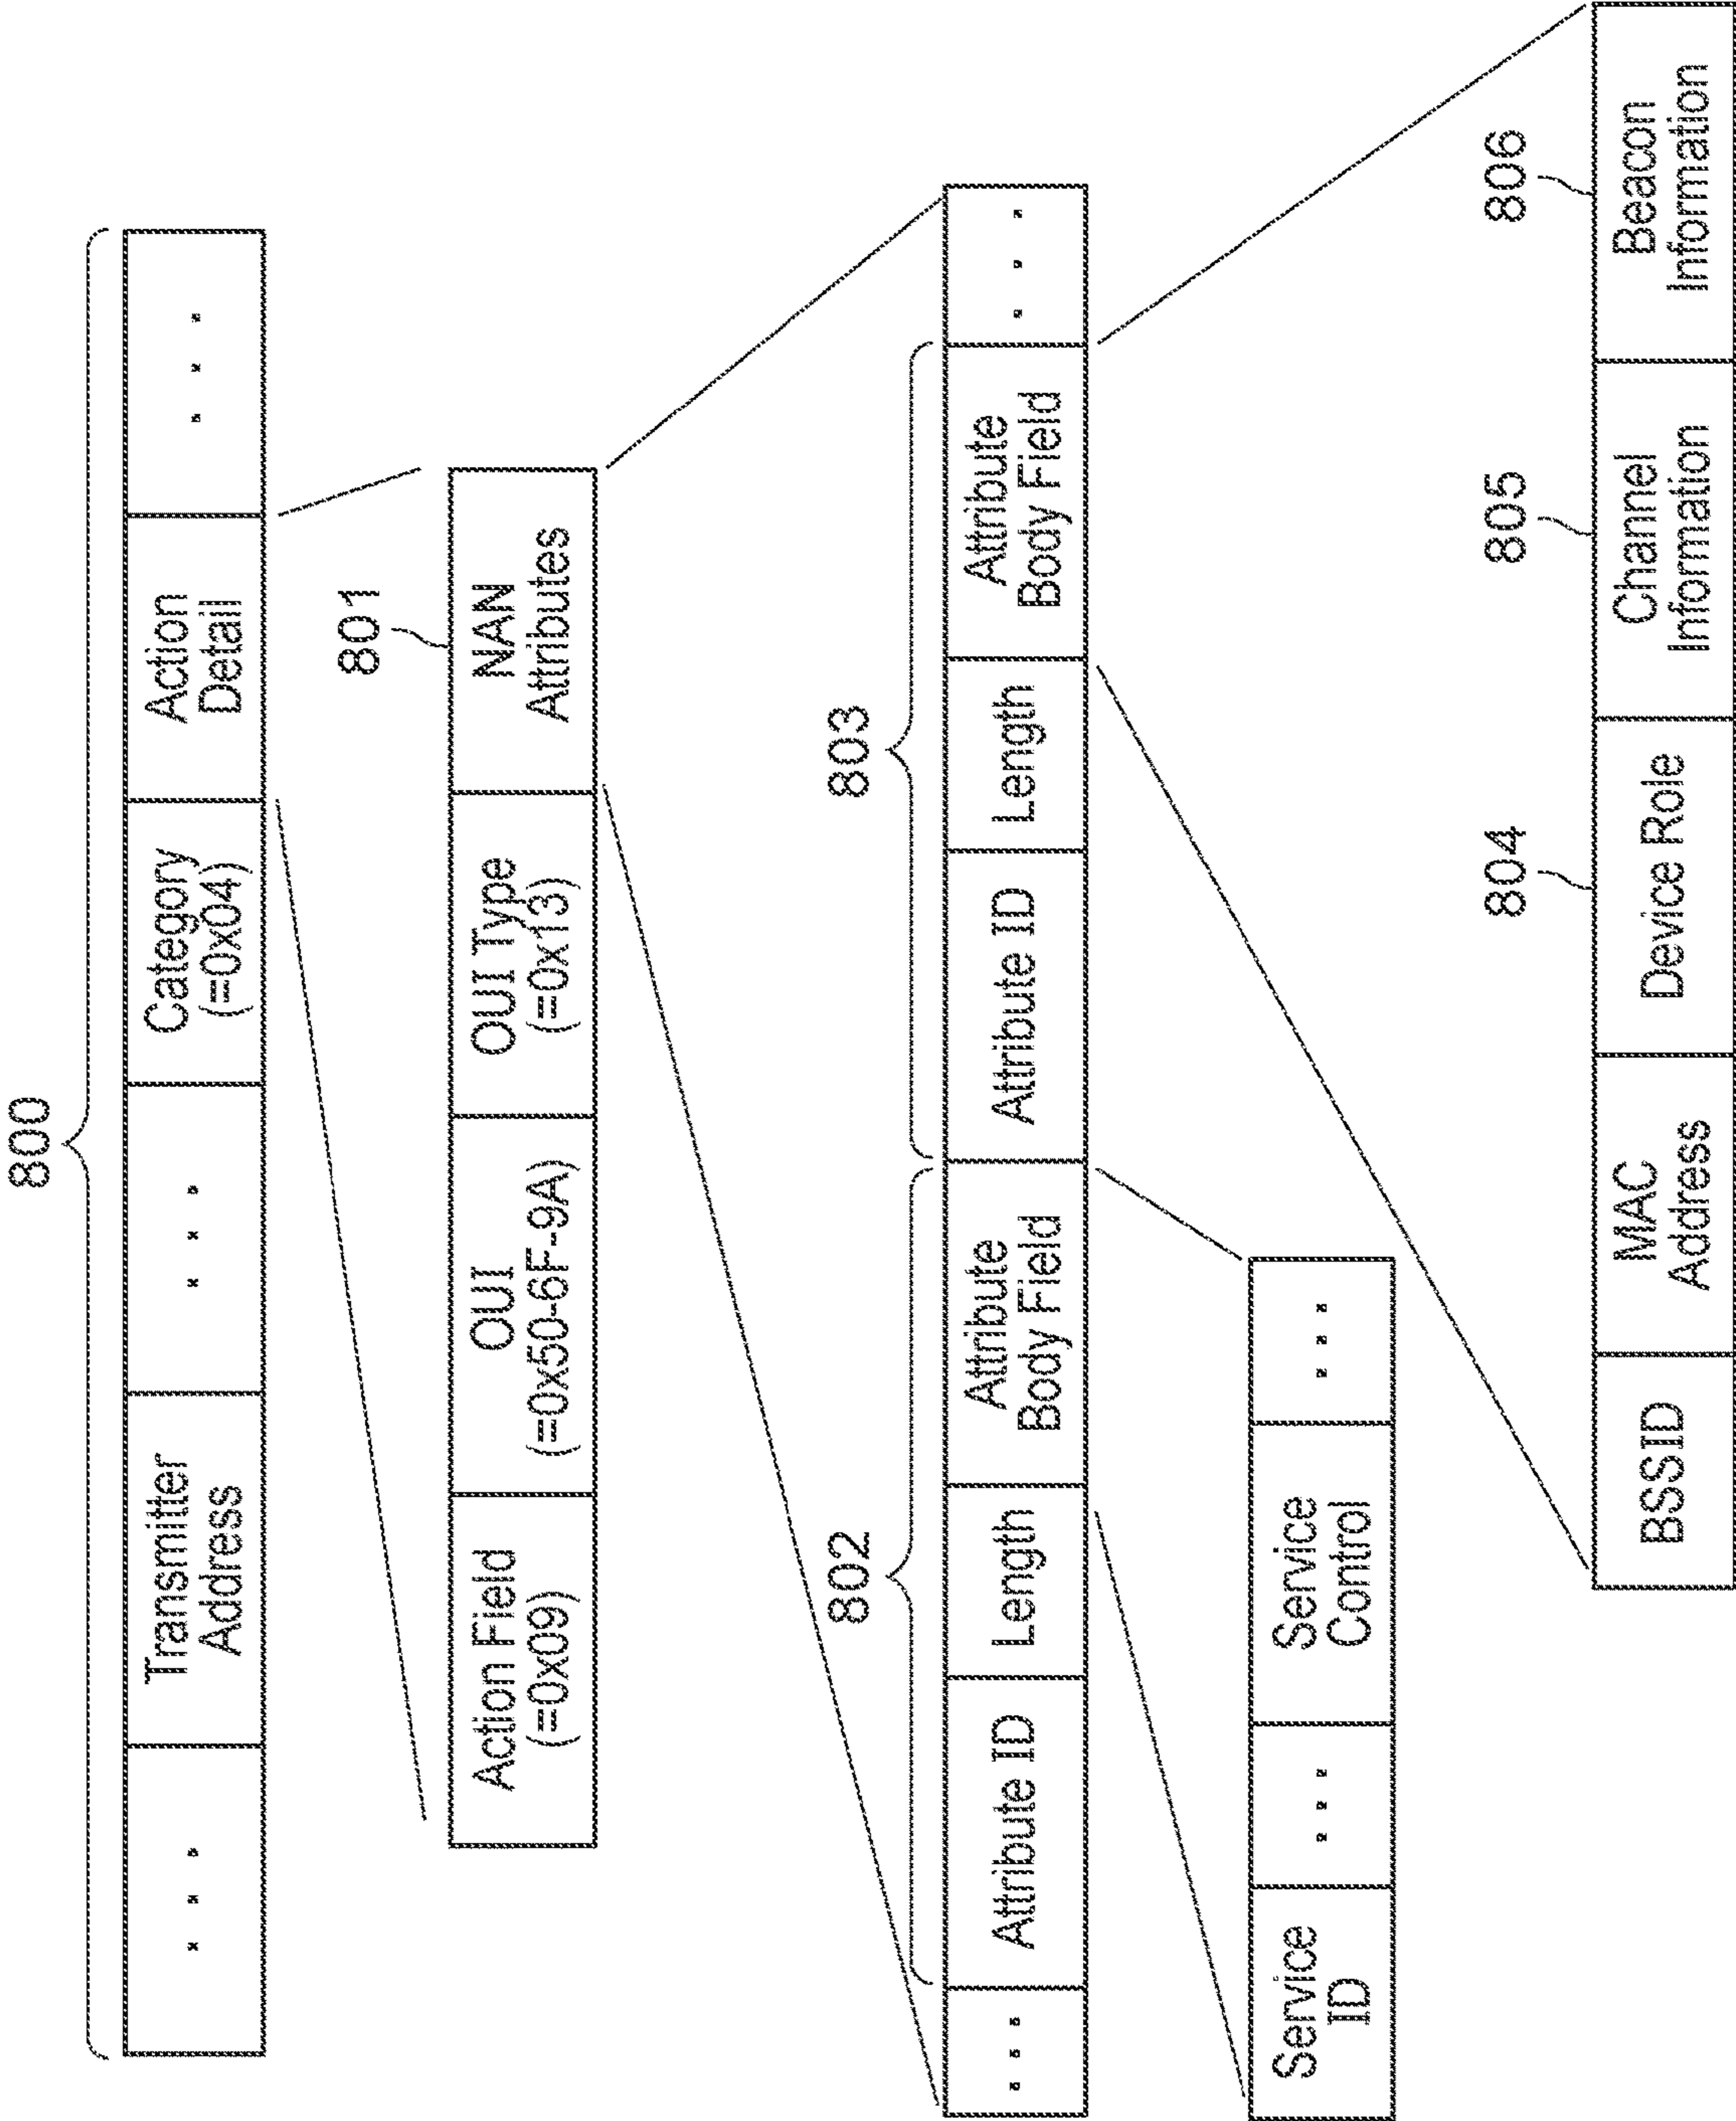 800
. . .
Transmitter
Address
. . .
Category
(=0x04)
Action
Detail
. . .
801
Action Field
(=0x09)
OUI
(=0x50-6F-9A)
OUI Type
(=0x13)
NAN
Attributes
802
803
. . .
Attribute ID
Length
Attribute
Body Field
Attribute ID
Length
Attribute
Body Field
. . .
Service
ID
. . .
Service
Control
. . .
804
805
806
BSSID
MAC
Address
Device Role
Channel
Information
Beacon
Information